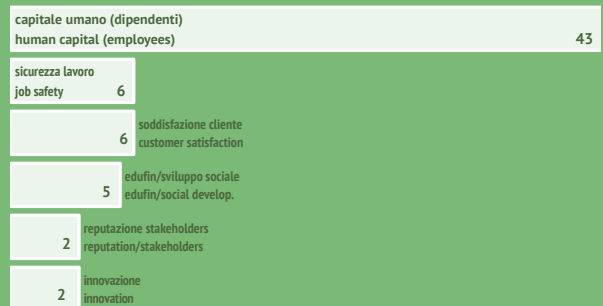 capitale umano (dipendenti)
human capital (employees) 43
sicurezza lavoro
job safety 6
soddisfazione cliente
6 customer satisfaction
edufin/sviluppo sociale
5 edufin/social develop.
reputazione stakeholders
2 reputation/stakeholders
innovazione
2 innovation